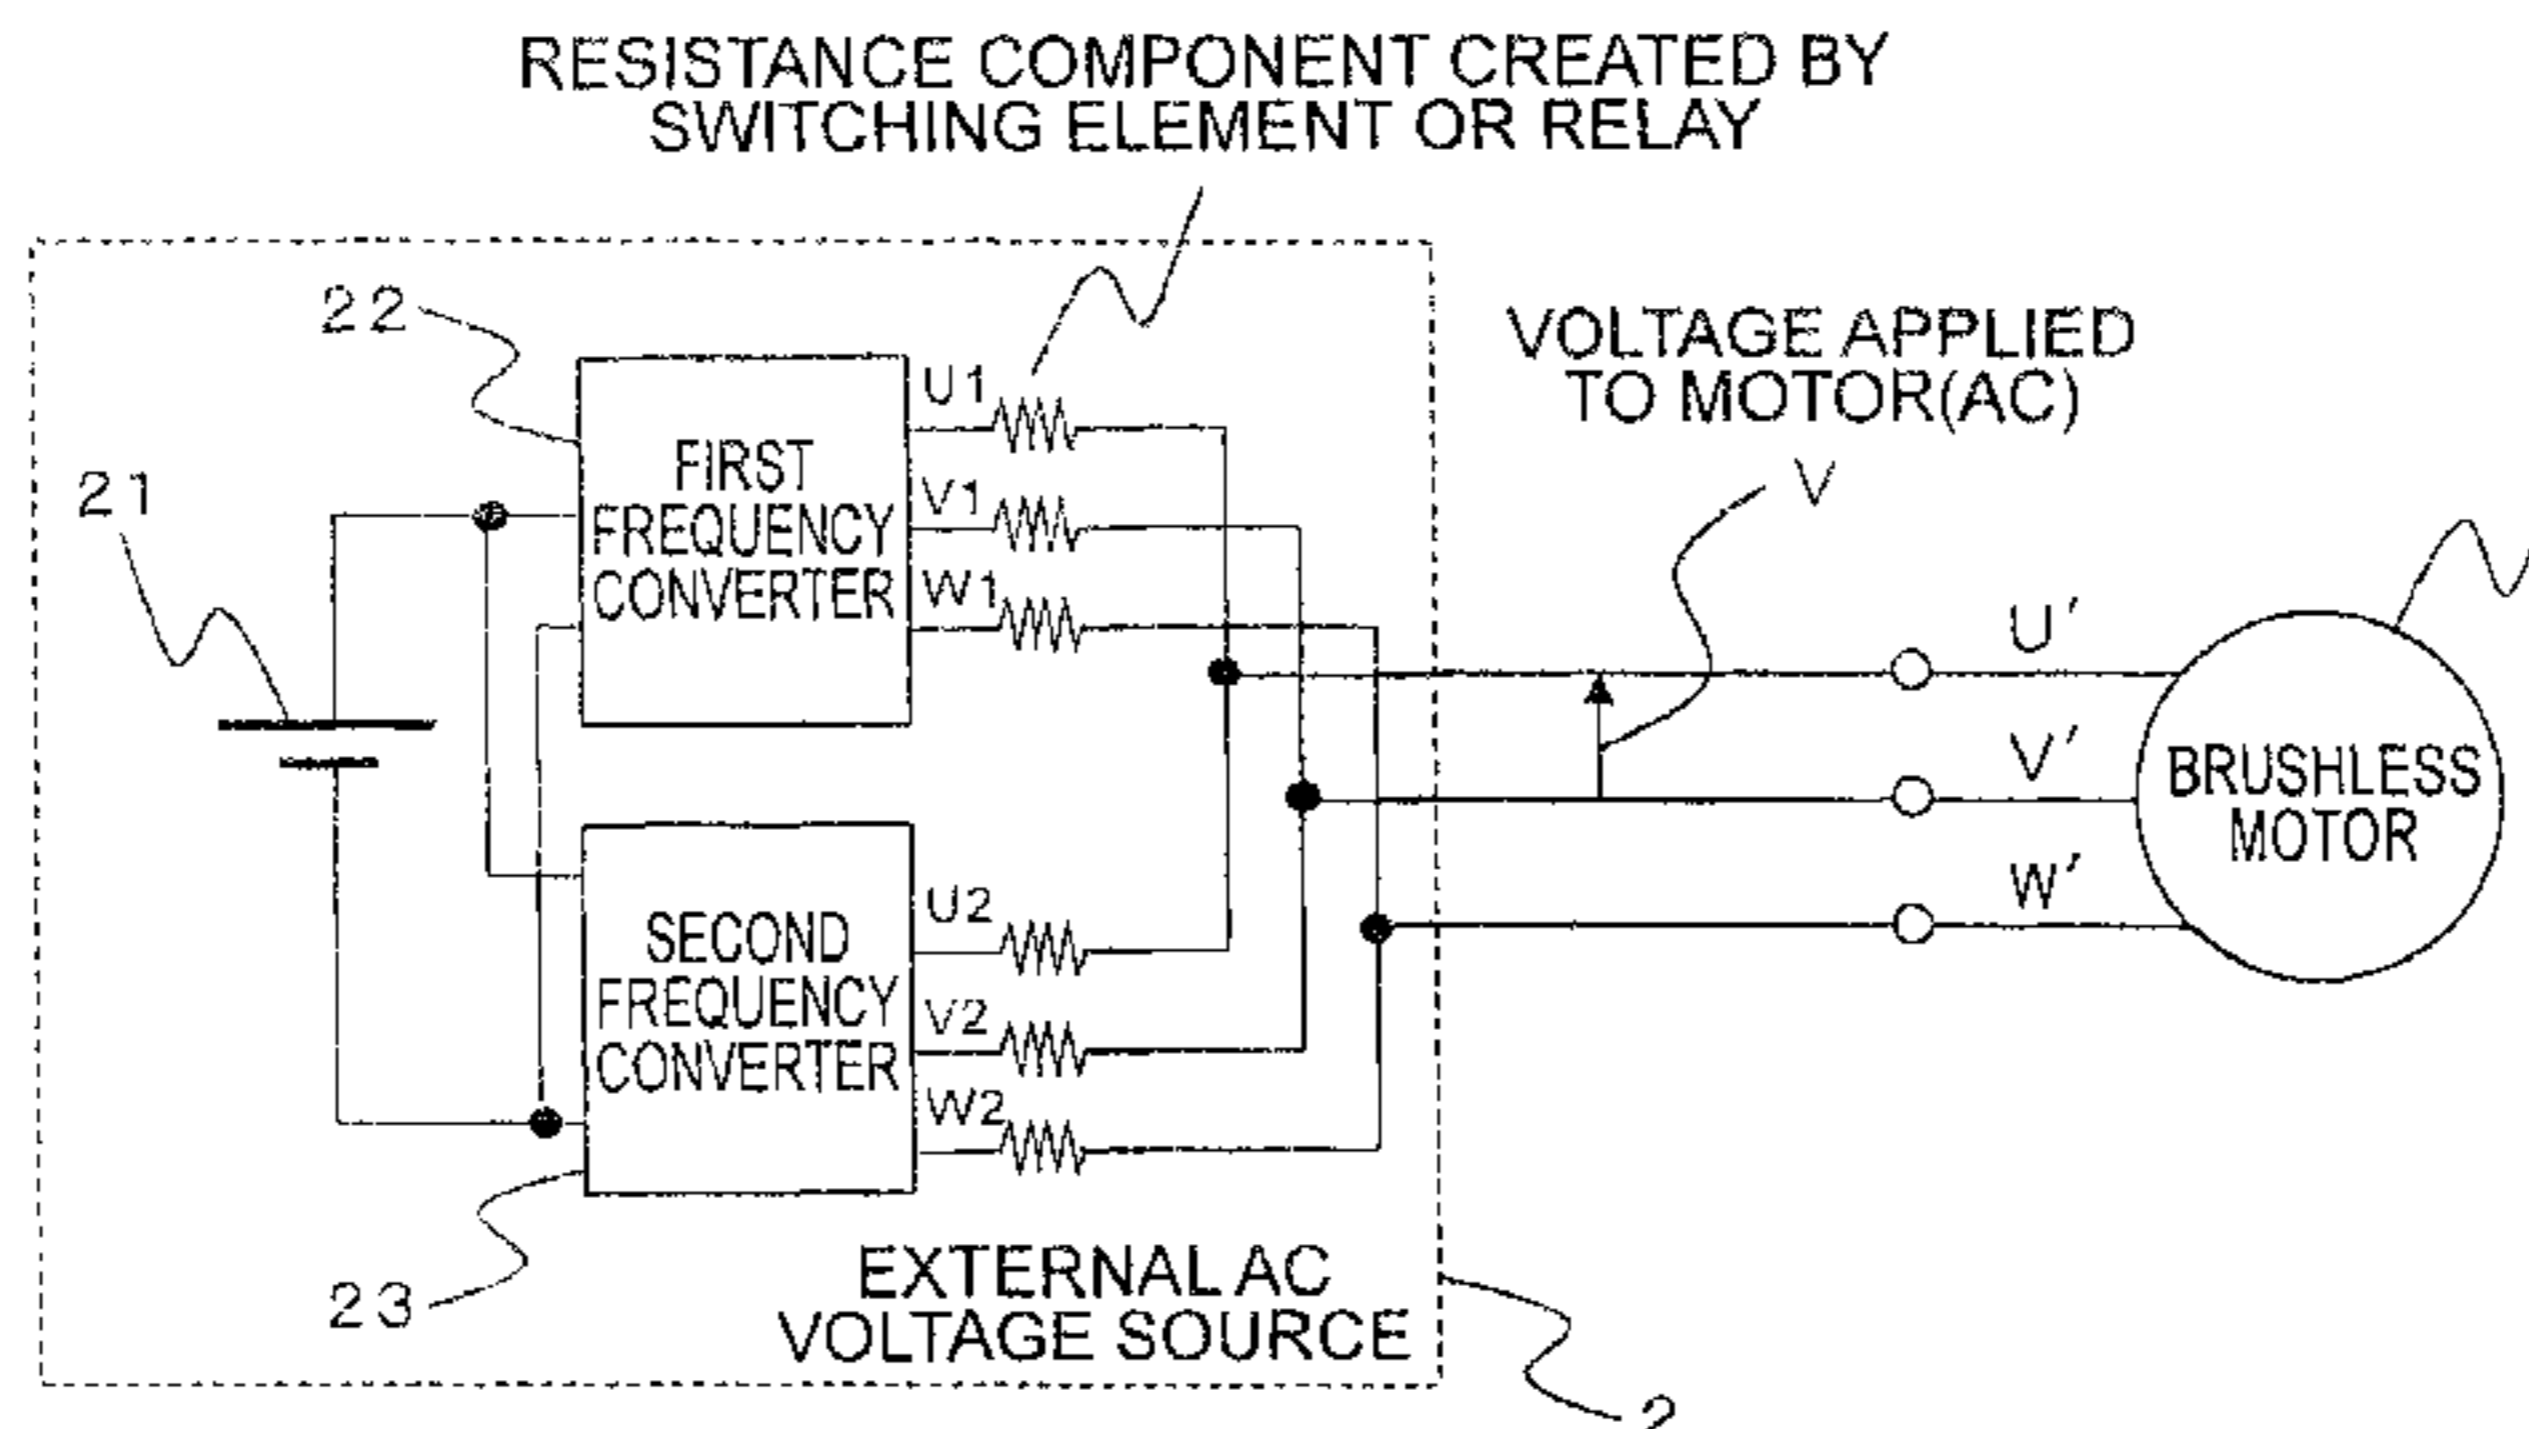 RESISTANCE COMPONENT CREATED BY
SWITCHING ELEMENT OR RELAY
22
21
FIRST
FREQUENCY
CONVERTER
U1
V1
W1
VOLTAGE APPLIED
TO MOTOR(AC)
V
U′
V′
W′
BRUSHLESS
MOTOR
SECOND
FREQUENCY
CONVERTER
U2
V2
W2
23
EXTERNAL AC
VOLTAGE SOURCE
2